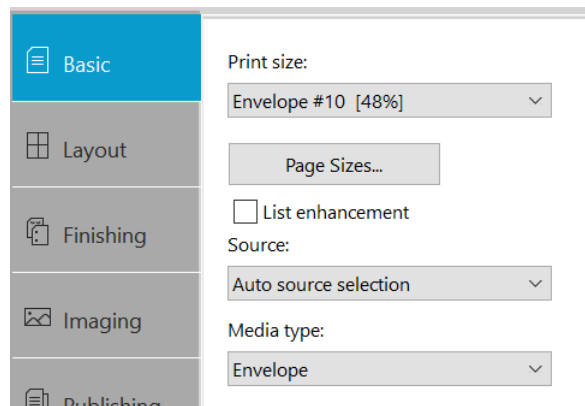 Basic
Layout
Finishing
Imaging
Publishing
Print size:
Envelope #10 [48%]
Page Sizes...
List enhancement
Source:
Auto source selection
Media type:
Envelope